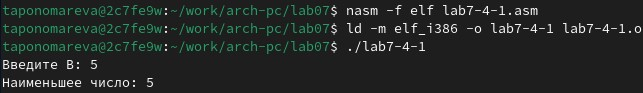 taponomareva@2c7fe9w:~/work/arch-pc/lab07$ nasm -f elf lab7-4-1.asm
taponomareva@2c7fe9w:~/work/arch-pc/lab07$ ld -m elf_i386 -o lab7-4-1 lab7-4-1.o
taponomareva@2c7fe9w:~/work/arch-pc/lab07$ ./lab7-4-1
Введите В: 5
Наименьшее число: 5